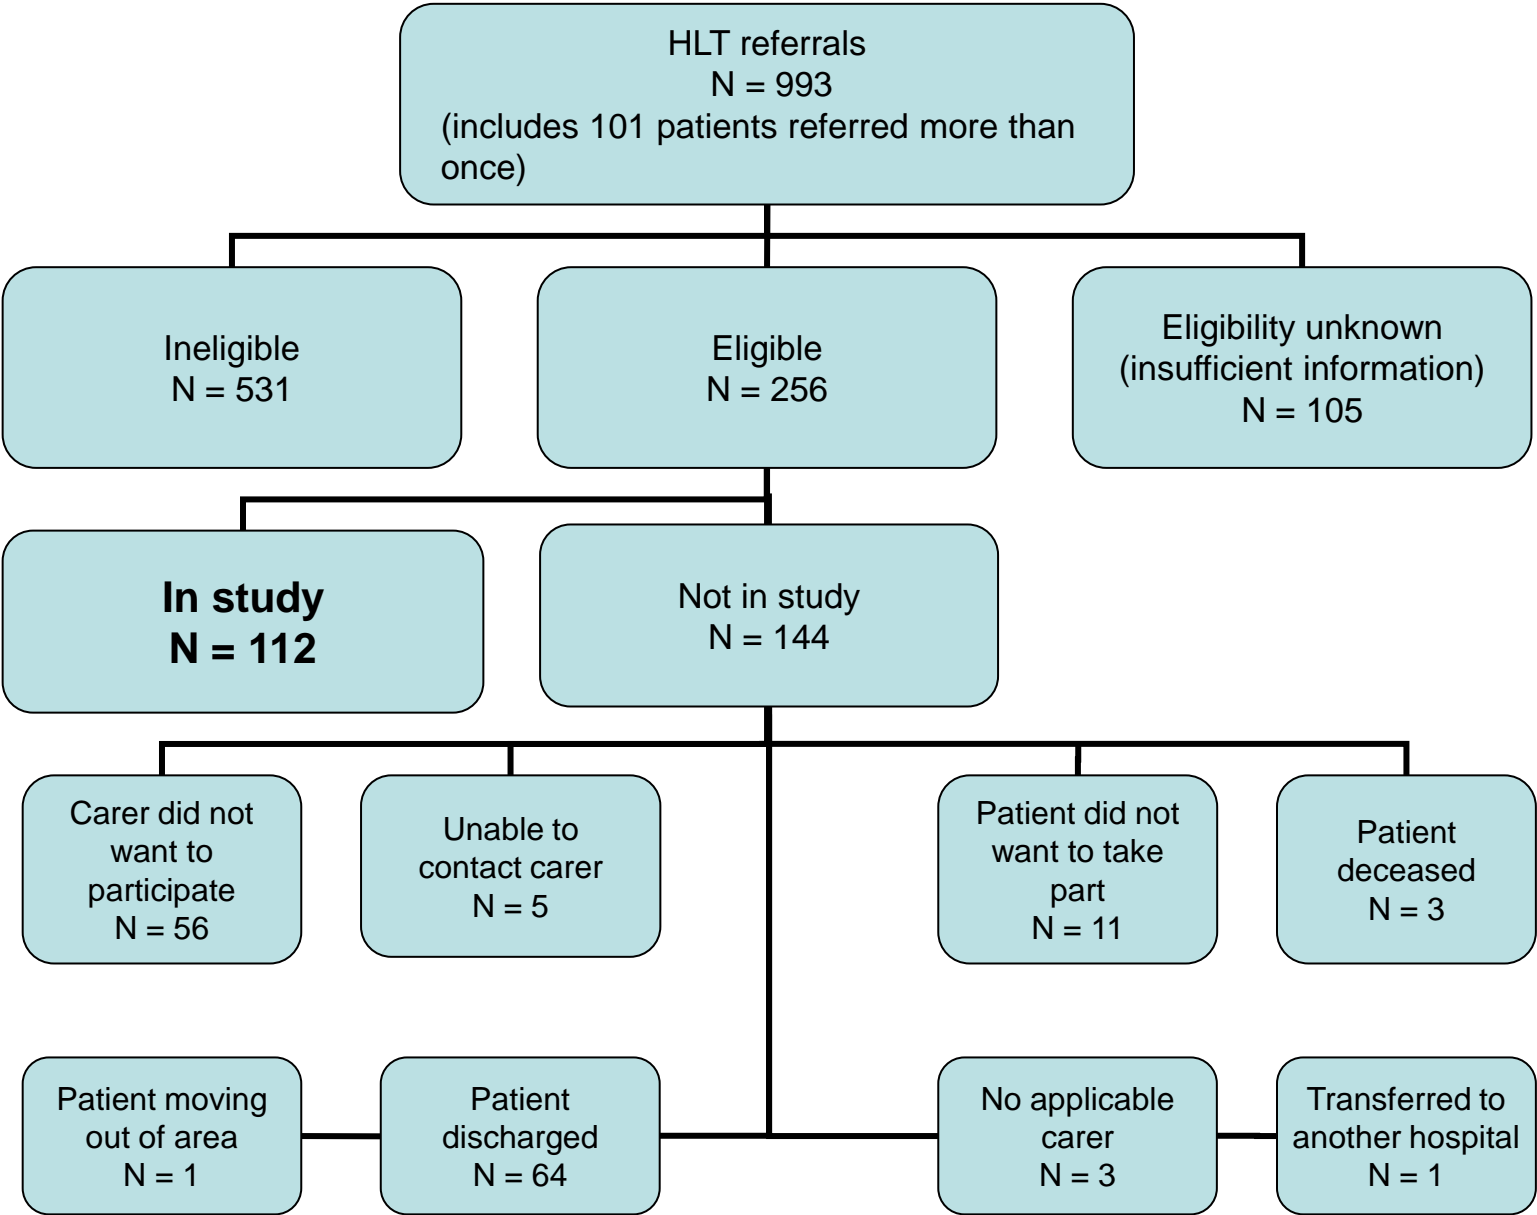 HLT referrals
N = 993
(includes 101 patients referred more than
once)
Ineligible
N = 531
Eligible
N = 256
Eligibility unknown
(insufficient information)
N = 105
In study
N = 112
Not in study
N = 144
Carer did not
want to
participate
N = 56
Unable to
contact carer
N = 5
Patient did not
want to take
part
N = 11
Patient
deceased
N = 3
Patient moving
out of area
N = 1
Patient
discharged
N = 64
No applicable
carer
N = 3
Transferred to
another hospital
N = 1